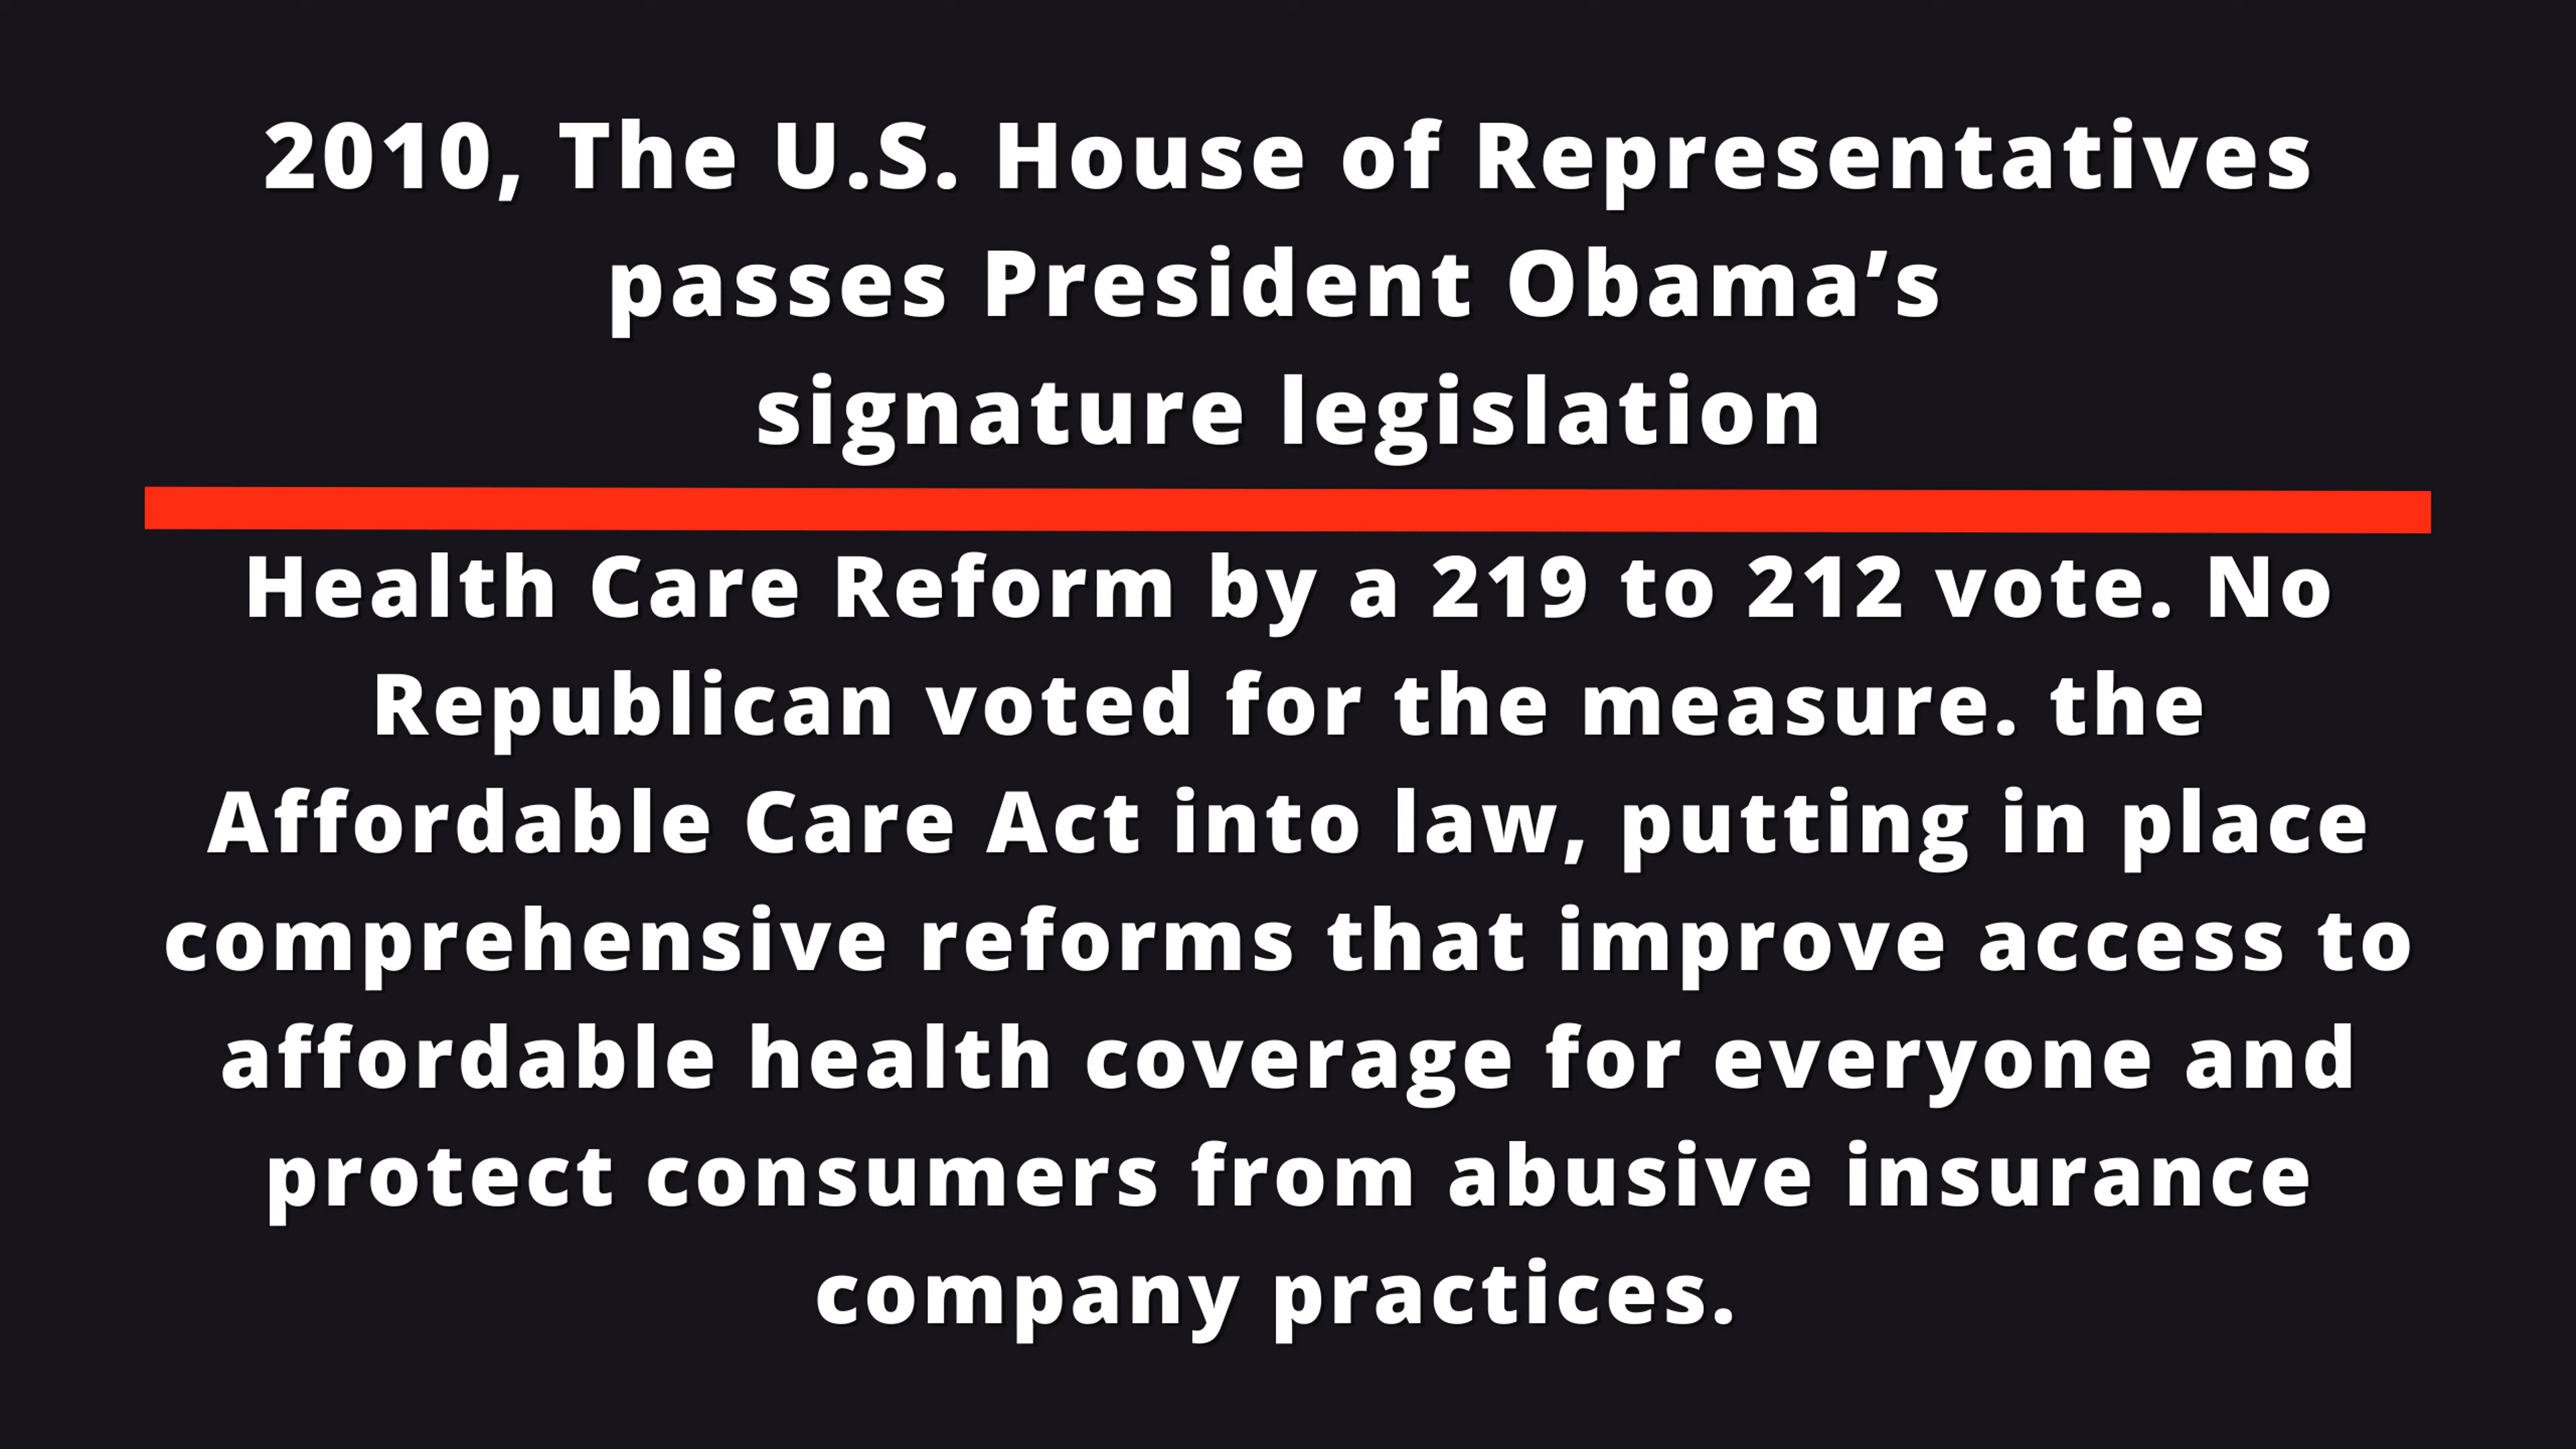 2010, The U.S. House of Representatives
passes President Obama’s
signature legislation
Health Care Reform by a 219 to 212 vote. No
Republican voted for the measure. the
Affordable Care Act into law, putting in place
comprehensive reforms that improve access to
affordable health coverage for everyone and
protect consumers from abusive insurance
company practices.